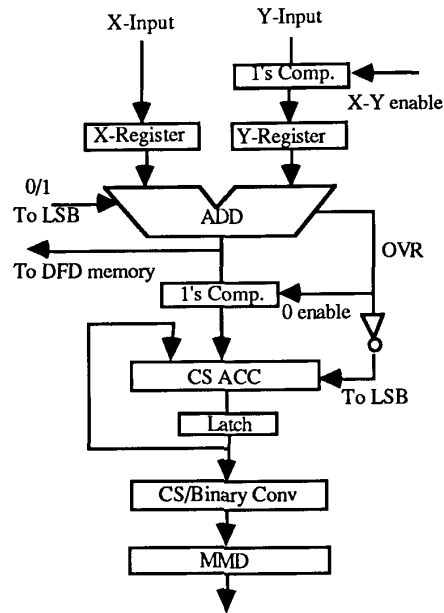 X-Input
Y-Input
1's Comp.
X-Y enable
X-Register
Y-Register
0/1
To LSB
ADD
OVR
To DFD memory
1's Comp.
0 enable
CS ACC
To LSB
Latch
CS/Binary Conv
MMD